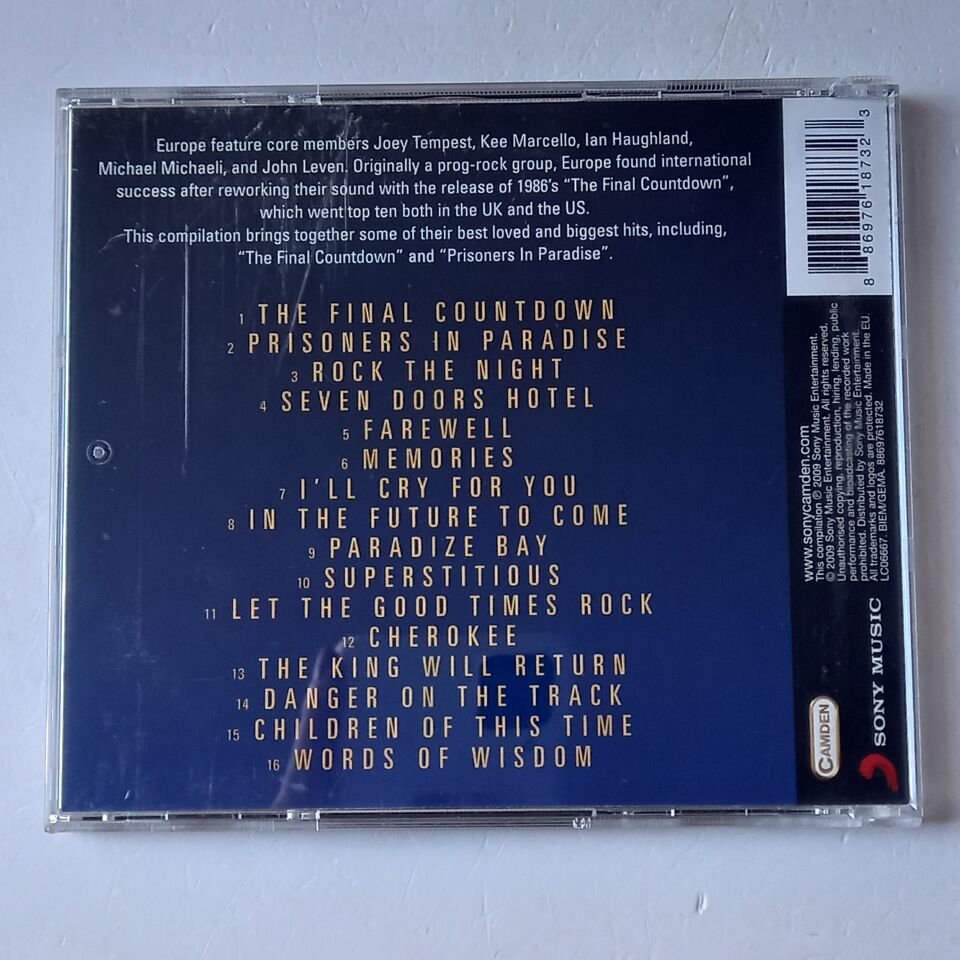 Europe feature core members Joey Tempest, Kee Marcello, Ian Haughland,
Michael Michaeli, and John Leven. Originally a prog-rock group, Europe found international
success after reworking their sound with the release of 1986's "The Final Countdown",
which went top ten both in the UK and the US.
This compilation brings together some of their best loved and biggest hits, including,
"The Final Countdown" and "Prisoners In Paradise".
1 THE FINAL COUNTDOWN
2 PRISONERS IN PARADISE
3 ROCK THE NIGHT
4 SEVEN DOORS HOTEL
5 FAREWELL
6 MEMORIES
7 I'LL CRY FOR YOU
8 IN THE FUTURE TO COME
9 PARADIZE BAY
10 SUPERSTITIOUS
11 LET THE GOOD TIMES ROCK
12 CHEROKEE
13 THE KING WILL RETURN
14 DANGER ON THE TRACK
15 CHILDREN OF THIS TIME
16 WORDS OF WISDOM
8 86976 18732 3
www.sonycamden.com
This compilation ℗ 2009 Sony Music Entertainment.
© 2009 Sony Music Entertainment. All rights reserved.
Unauthorised copying, reproduction, hiring, lending, public
performance and broadcasting of the recorded work
prohibited. Distributed by Sony Music Entertainment.
All trademarks and logos are protected. Made in the EU.
LC06667. BIEM/GEMA. 88697618732
CAMDEN
SONY MUSIC